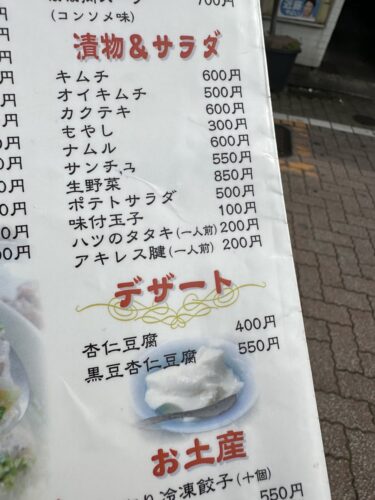 700円
(コンソメ味)
漬物&サラダ
キムチ 600円
オイキムチ 500円
カクテキ 600円
もやし 300円
ナムル 600円
サンチュ 550円
生野菜 850円
ポテトサラダ 500円
味付玉子 100円
ハツのタタキ(一人前) 200円
アキレス腱(一人前) 200円
デザート
杏仁豆腐 400円
黒豆杏仁豆腐 550円
お土産
冷凍餃子(十個)
550円